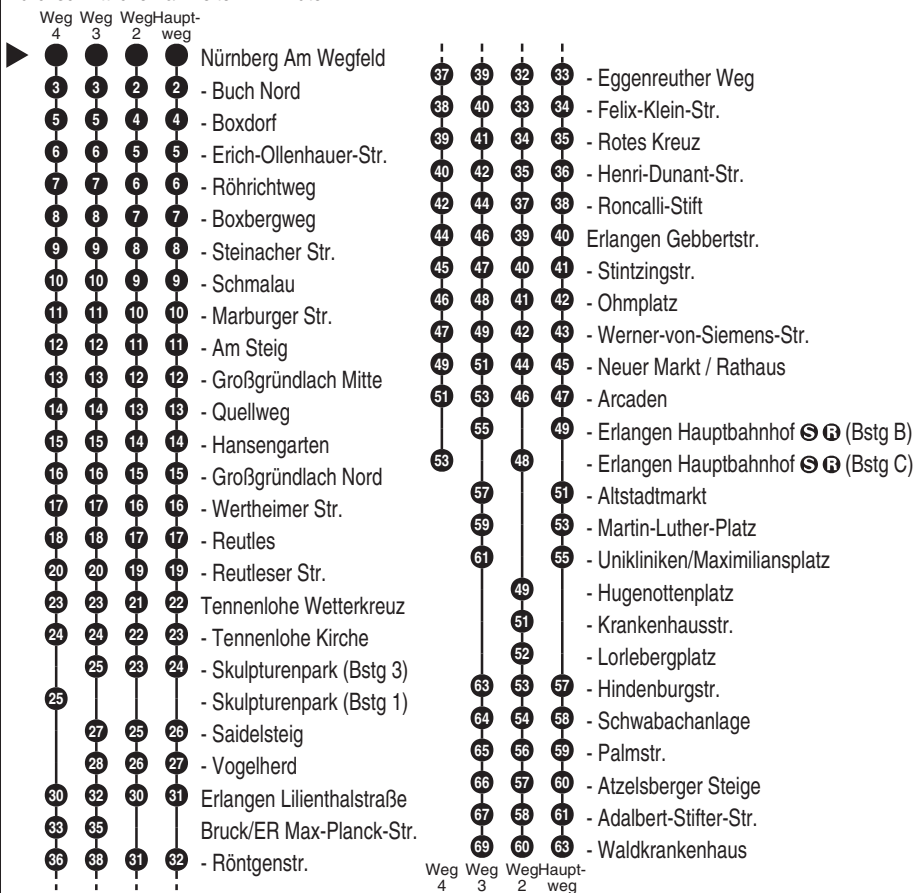 Weg Weg Weg Haupt-
4 3 2 weg
Nürnberg Am Wegfeld
3 3 2 2 - Buch Nord
5 5 4 4 - Boxdorf
6 6 5 5 - Erich-Ollenhauer-Str.
7 7 6 6 - Röhrichtweg
8 8 7 7 - Boxbergweg
9 9 8 8 - Steinacher Str.
10 10 9 9 - Schmalau
11 11 10 10 - Marburger Str.
12 12 11 11 - Am Steig
13 13 12 12 - Großgründlach Mitte
14 14 13 13 - Quellweg
15 15 14 14 - Hansengarten
16 16 15 15 - Großgründlach Nord
17 17 16 16 - Wertheimer Str.
18 18 17 17 - Reutles
20 20 19 19 - Reutleser Str.
23 23 21 22 Tennenlohe Wetterkreuz
24 24 22 23 - Tennenlohe Kirche
25 23 24 - Skulpturenpark (Bstg 3)
25 - Skulpturenpark (Bstg 1)
27 25 26 - Saidelsteig
28 26 27 - Vogelherd
30 32 30 31 Erlangen Lilienthalstraße
33 35 Bruck/ER Max-Planck-Str.
36 38 31 32 - Röntgenstr.
37 39 32 33 - Eggenreuther Weg
38 40 33 34 - Felix-Klein-Str.
39 41 34 35 - Rotes Kreuz
40 42 35 36 - Henri-Dunant-Str.
42 44 37 38 - Roncalli-Stift
44 46 39 40 Erlangen Gebbertstr.
45 47 40 41 - Stintzingstr.
46 48 41 42 - Ohmplatz
47 49 42 43 - Werner-von-Siemens-Str.
49 51 44 45 - Neuer Markt / Rathaus
51 53 46 47 - Arcaden
55 49 - Erlangen Hauptbahnhof S R (Bstg B)
53 48 - Erlangen Hauptbahnhof S R (Bstg C)
57 51 - Altstadtmarkt
59 53 - Martin-Luther-Platz
61 55 - Unikliniken/Maximiliansplatz
49 - Hugenottenplatz
51 - Krankenhausstr.
52 - Lorlebergplatz
63 53 57 - Hindenburgstr.
64 54 58 - Schwabachanlage
65 56 59 - Palmstr.
66 57 60 - Atzelsberger Steige
67 58 61 - Adalbert-Stifter-Str.
69 60 63 - Waldkrankenhaus
Weg Weg Weg Haupt-
4 3 2 weg